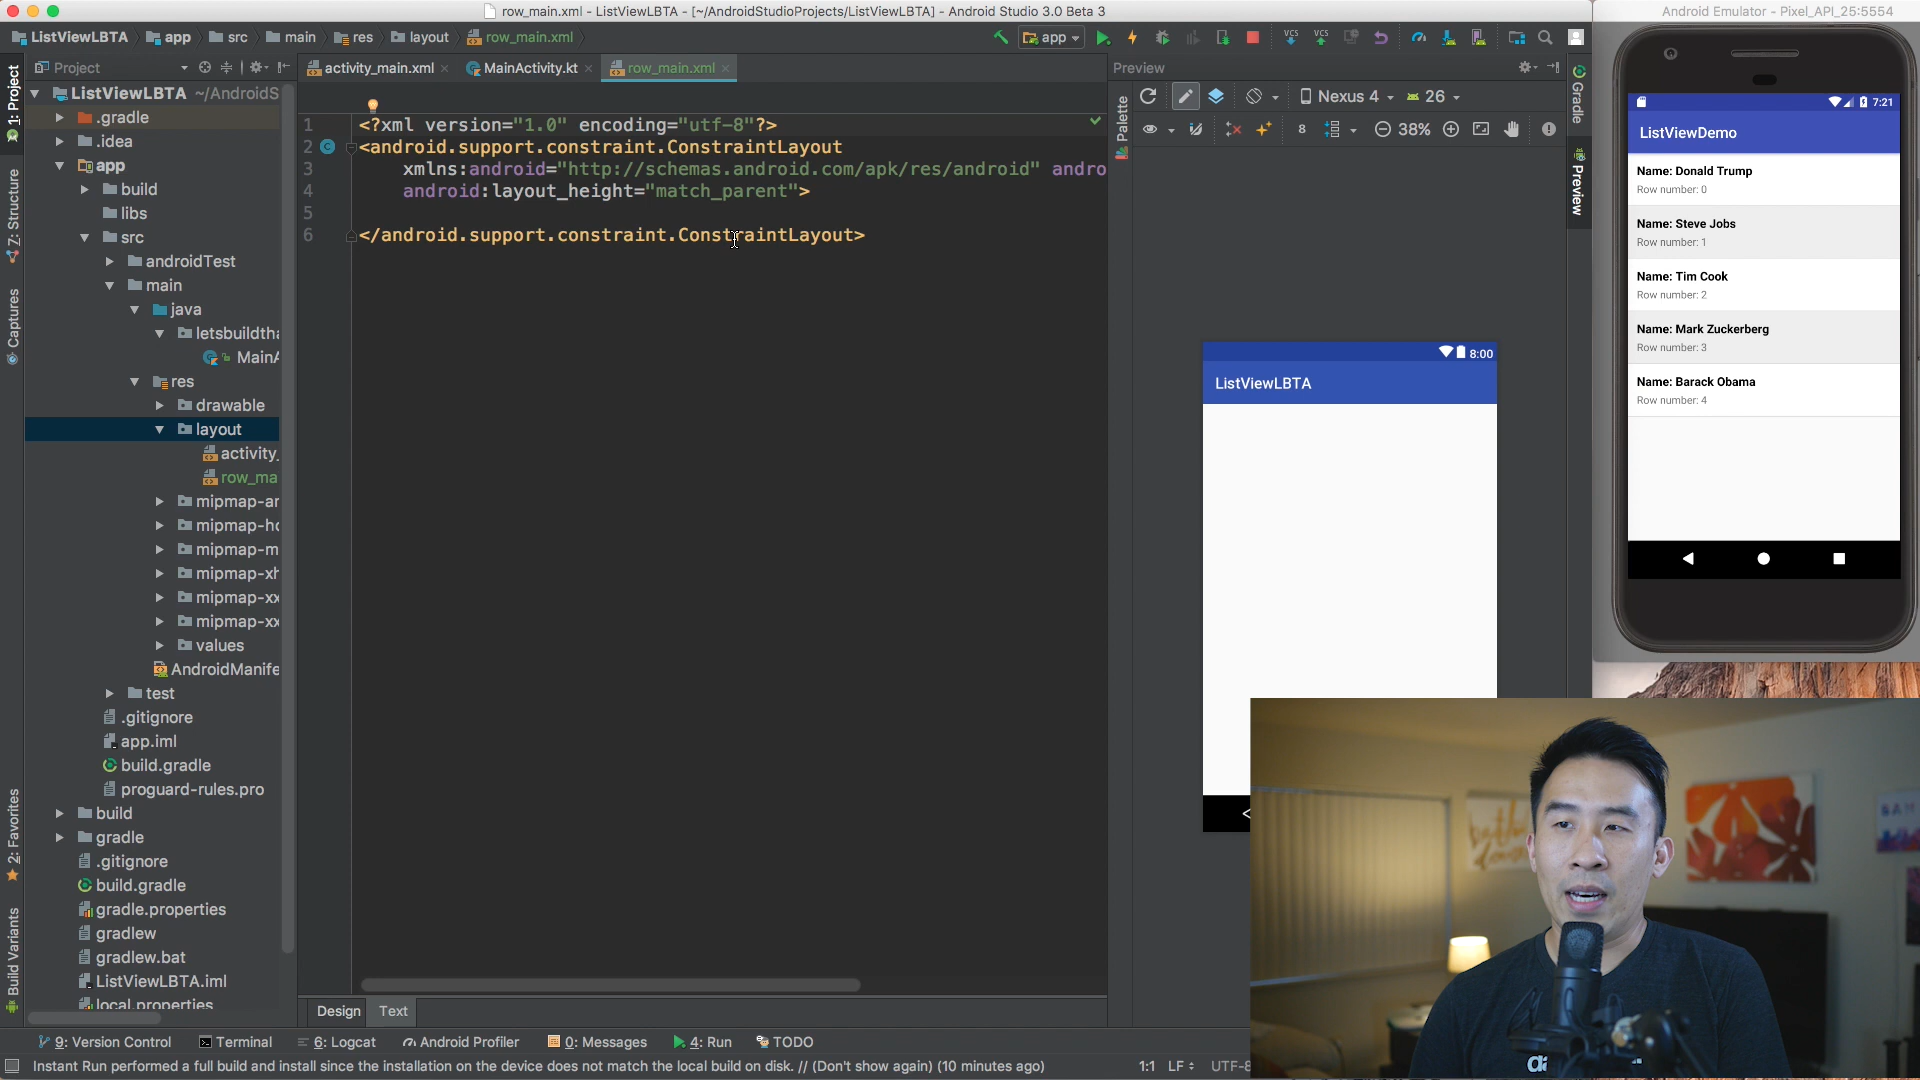 row_main.xml - ListViewLBTA - [~/AndroidStudioProjects/ListViewLBTA] - Android Studio 3.0 Beta 3
Android Emulator - Pixel_API_25:5554
ListViewLBTA app src main res layout row_main.xml
app
Project
activity_main.xml
MainActivity.kt
row_main.xml
Preview
1: Project
Z: Structure
Captures
2: Favorites
Build Variants
ListViewLBTA ~/AndroidS
.gradle
.idea
app
build
libs
src
androidTest
main
java
letsbuildtha
MainA
res
drawable
layout
activity_
row_ma
mipmap-an
mipmap-hd
mipmap-m
mipmap-xh
mipmap-xx
mipmap-xx
values
AndroidManife
test
.gitignore
app.iml
build.gradle
proguard-rules.pro
build
gradle
.gitignore
build.gradle
gradle.properties
gradlew
gradlew.bat
ListViewLBTA.iml
local.properties
1 <?xml version="1.0" encoding="utf-8"?>
2 <android.support.constraint.ConstraintLayout
3 xmlns:android="http://schemas.android.com/apk/res/android" andro
4 android:layout_height="match_parent">
5
6 </android.support.constraint.ConstraintLayout>
Design
Text
Palette
Nexus 4
26
8
38%
Gradle
Preview
8:00
ListViewLBTA
7:21
ListViewDemo
Name: Donald Trump
Row number: 0
Name: Steve Jobs
Row number: 1
Name: Tim Cook
Row number: 2
Name: Mark Zuckerberg
Row number: 3
Name: Barack Obama
Row number: 4
9: Version Control
Terminal
6: Logcat
Android Profiler
0: Messages
4: Run
TODO
Instant Run performed a full build and install since the installation on the device does not match the local build on disk. // (Don't show again) (10 minutes ago)
1:1 LF UTF-8